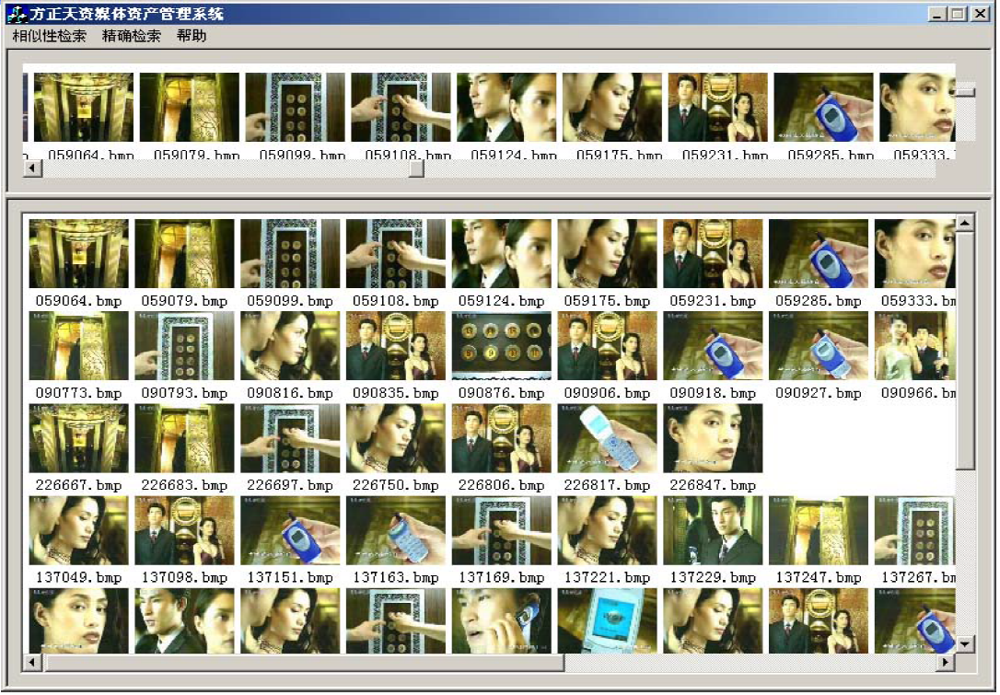 方正天资媒体资产管理系统
相似性检索 精确检索 帮助
059064.bmp 059079.bmp 059099.bmp 059108.bmp 059124.bmp 059175.bmp 059231.bmp 059285.bmp 059333.
059064.bmp 059079.bmp 059099.bmp 059108.bmp 059124.bmp 059175.bmp 059231.bmp 059285.bmp 059333.bm
090773.bmp 090793.bmp 090816.bmp 090835.bmp 090876.bmp 090906.bmp 090918.bmp 090927.bmp 090966.bm
226667.bmp 226683.bmp 226697.bmp 226750.bmp 226806.bmp 226817.bmp 226847.bmp
137049.bmp 137098.bmp 137151.bmp 137163.bmp 137169.bmp 137221.bmp 137229.bmp 137247.bmp 137267.bm